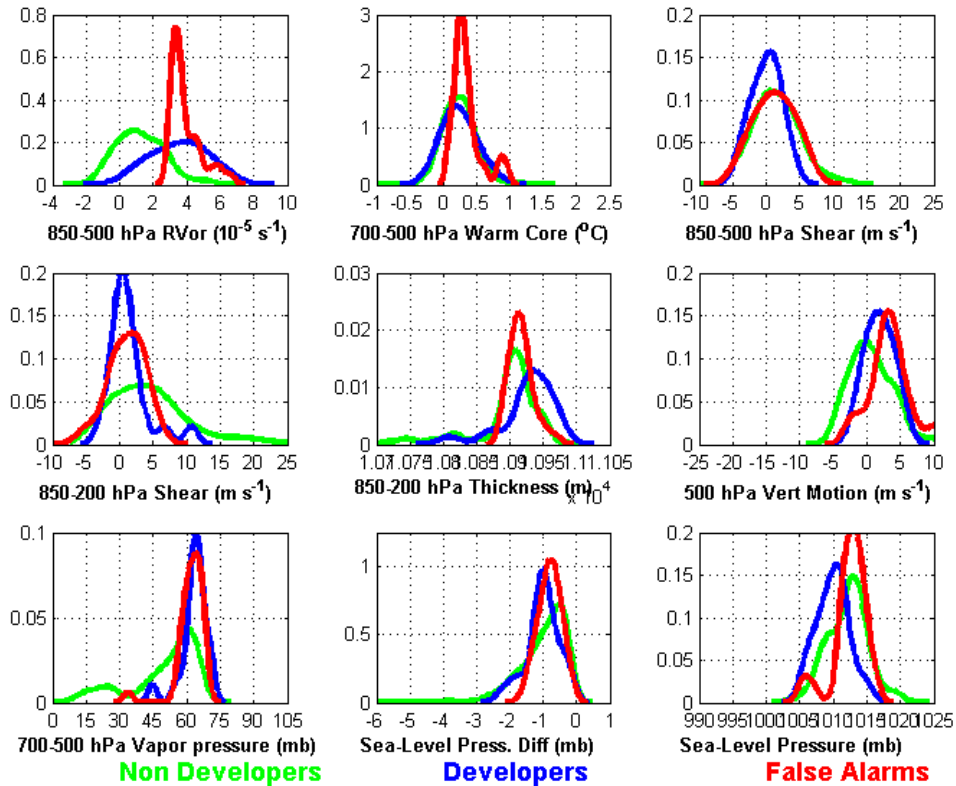 0.8
0.6
0.4
0.2
0
-4 -2 0 2 4 6 8 10
850-500 hPa RVor (10⁻⁵ s⁻¹)
3
2
1
0
-1 -0.5 0 0.5 1 1.5 2 2.5
700-500 hPa Warm Core (ºC)
0.2
0.15
0.1
0.05
0
-10 -5 0 5 10 15 20 25
850-500 hPa Shear (m s⁻¹)
0.2
0.15
0.1
0.05
0
-10 -5 0 5 10 15 20 25
850-200 hPa Shear (m s⁻¹)
0.03
0.02
0.01
0
1.07 1.075 1.08 1.085 1.09 1.095 1.1 1.105
850-200 hPa Thickness (m)
x 10⁴
0.2
0.15
0.1
0.05
0
-25 -20 -15 -10 -5 0 5 10
500 hPa Vert Motion (m s⁻¹)
0.1
0.05
0
0 15 30 45 60 75 90 105
700-500 hPa Vapor pressure (mb)
1
0.5
0
-6 -5 -4 -3 -2 -1 0 1
Sea-Level Press. Diff (mb)
0.2
0.15
0.1
0.05
0
990 995 1000 1005 1010 1015 1020 1025
Sea-Level Pressure (mb)
Non Developers Developers False Alarms